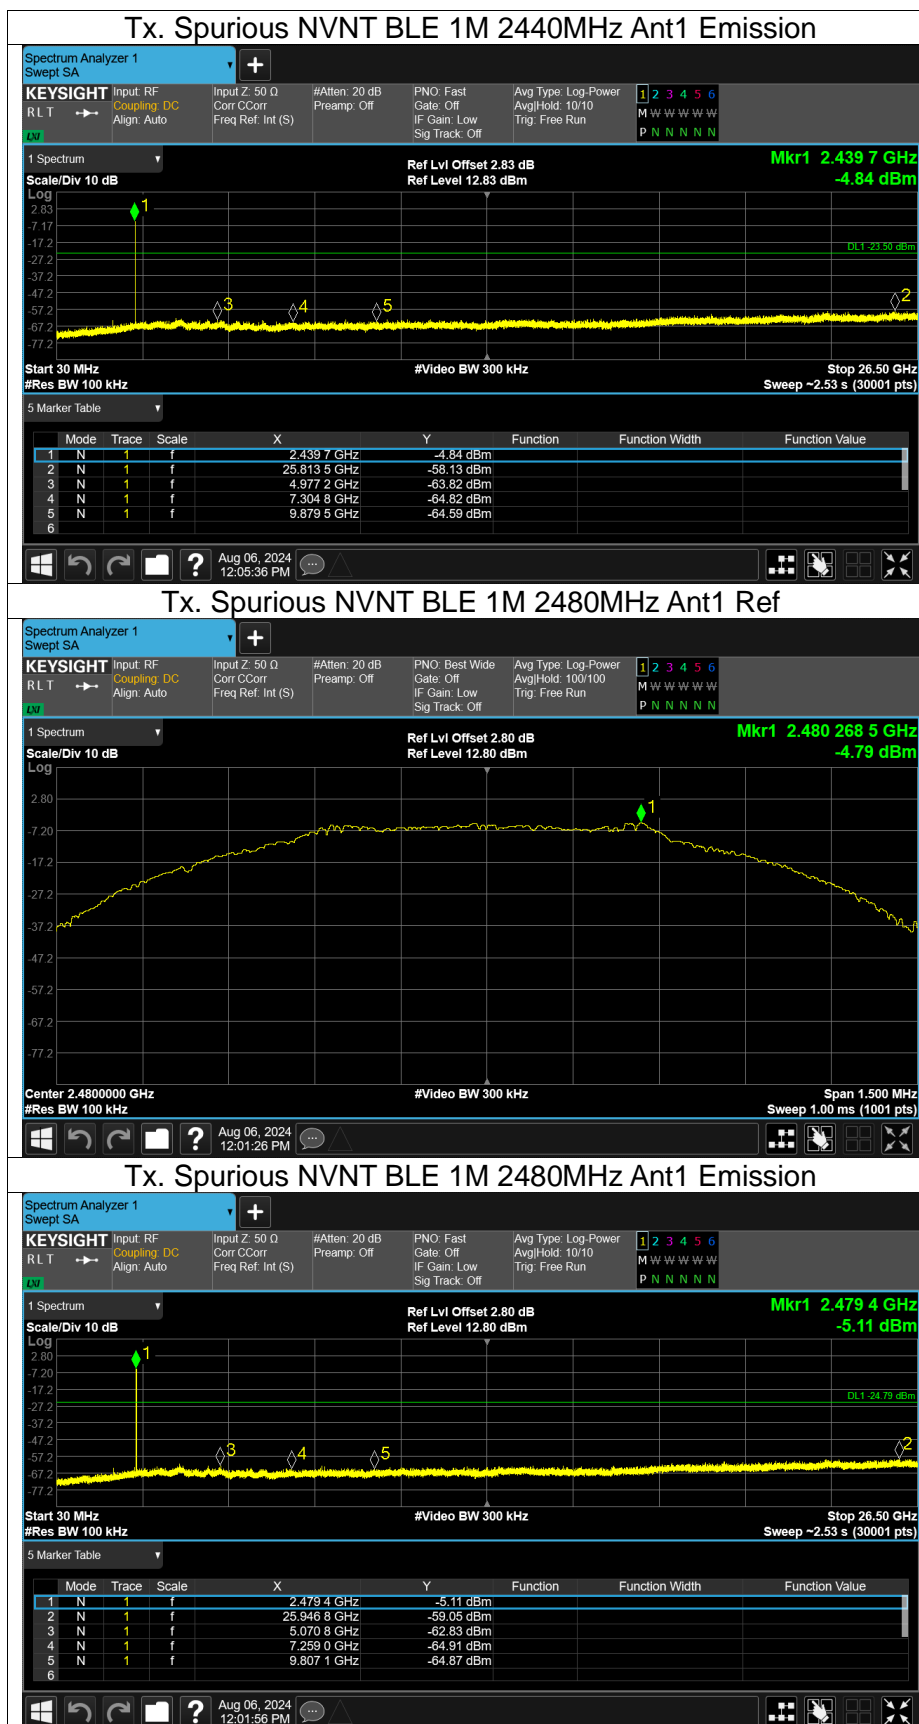 Tx. Spurious NVNT BLE 1M 2440MHz Ant1 Emission
Spectrum Analyzer 1
Swept SA
KEYSIGHT Input: RF Input Z: 50 Ω #Atten: 20 dB PNO: Fast Avg Type: Log-Power 1 2 3 4 5 6
RLT Coupling: DC Corr CCorr Preamp: Off Gate: Off Avg|Hold: 10/10 M W W W W W
Align: Auto Freq Ref: Int (S) IF Gain: Low Trig: Free Run
LXI Sig Track: Off P N N N N N
1 Spectrum Ref Lvl Offset 2.83 dB Mkr1 2.439 7 GHz
Scale/Div 10 dB Ref Level 12.83 dBm -4.84 dBm
Log
1
2.83
-7.17
-17.2
DL1 -23.50 dBm
-27.2
-37.2
-47.2
2
3 4 5
-57.2
-67.2
-77.2
Start 30 MHz #Video BW 300 kHz Stop 26.50 GHz
#Res BW 100 kHz Sweep ~2.53 s (30001 pts)
5 Marker Table
Mode Trace Scale X Y Function Function Width Function Value
1 N 1 f 2.439 7 GHz -4.84 dBm
2 N 1 f 25.813 5 GHz -58.13 dBm
3 N 1 f 4.977 2 GHz -63.82 dBm
4 N 1 f 7.304 8 GHz -64.82 dBm
5 N 1 f 9.879 5 GHz -64.59 dBm
6
? Aug 06, 2024
12:05:36 PM
Tx. Spurious NVNT BLE 1M 2480MHz Ant1 Ref
Spectrum Analyzer 1
Swept SA
KEYSIGHT Input: RF Input Z: 50 Ω #Atten: 20 dB PNO: Best Wide Avg Type: Log-Power 1 2 3 4 5 6
RLT Coupling: DC Corr CCorr Preamp: Off Gate: Off Avg|Hold: 100/100 M W W W W W
Align: Auto Freq Ref: Int (S) IF Gain: Low Trig: Free Run
LXI Sig Track: Off P N N N N N
1 Spectrum Ref Lvl Offset 2.80 dB Mkr1 2.480 268 5 GHz
Scale/Div 10 dB Ref Level 12.80 dBm -4.79 dBm
Log
2.80
1
-7.20
-17.2
-27.2
-37.2
-47.2
-57.2
-67.2
-77.2
Center 2.4800000 GHz #Video BW 300 kHz Span 1.500 MHz
#Res BW 100 kHz Sweep 1.00 ms (1001 pts)
? Aug 06, 2024
12:01:26 PM
Tx. Spurious NVNT BLE 1M 2480MHz Ant1 Emission
Spectrum Analyzer 1
Swept SA
KEYSIGHT Input: RF Input Z: 50 Ω #Atten: 20 dB PNO: Fast Avg Type: Log-Power 1 2 3 4 5 6
RLT Coupling: DC Corr CCorr Preamp: Off Gate: Off Avg|Hold: 10/10 M W W W W W
Align: Auto Freq Ref: Int (S) IF Gain: Low Trig: Free Run
LXI Sig Track: Off P N N N N N
1 Spectrum Ref Lvl Offset 2.80 dB Mkr1 2.479 4 GHz
Scale/Div 10 dB Ref Level 12.80 dBm -5.11 dBm
Log
1
2.80
-7.20
-17.2
DL1 -24.79 dBm
-27.2
-37.2
-47.2
2
3 4 5
-57.2
-67.2
-77.2
Start 30 MHz #Video BW 300 kHz Stop 26.50 GHz
#Res BW 100 kHz Sweep ~2.53 s (30001 pts)
5 Marker Table
Mode Trace Scale X Y Function Function Width Function Value
1 N 1 f 2.479 4 GHz -5.11 dBm
2 N 1 f 25.946 8 GHz -59.05 dBm
3 N 1 f 5.070 8 GHz -62.83 dBm
4 N 1 f 7.259 0 GHz -64.91 dBm
5 N 1 f 9.807 1 GHz -64.87 dBm
6
? Aug 06, 2024
12:01:56 PM